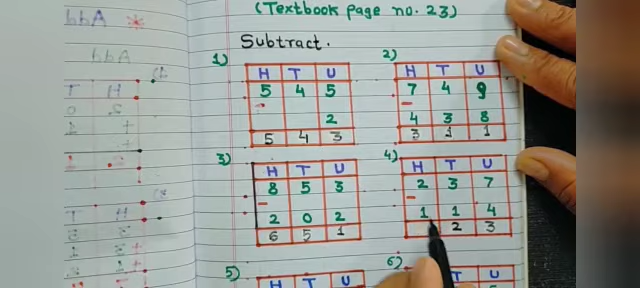 (Textbook page no. 23)
Subtract.
1)
H T U
5 4 5
- 2
5 4 3
2)
H T U
7 4 9
-
4 3 8
3 1 1
3)
H T U
8 5 3
-
2 0 2
6 5 1
4)
H T U
2 3 7
-
1 1 4
2 3
5)
H T U
6)
T U